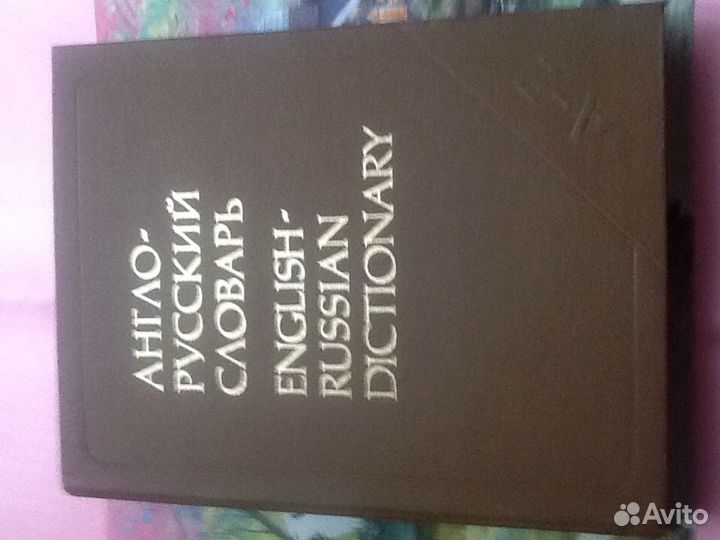 АНГЛО-
РУССКИЙ
СЛОВАРЬ
ENGLISH-
RUSSIAN
DICTIONARY
Avito